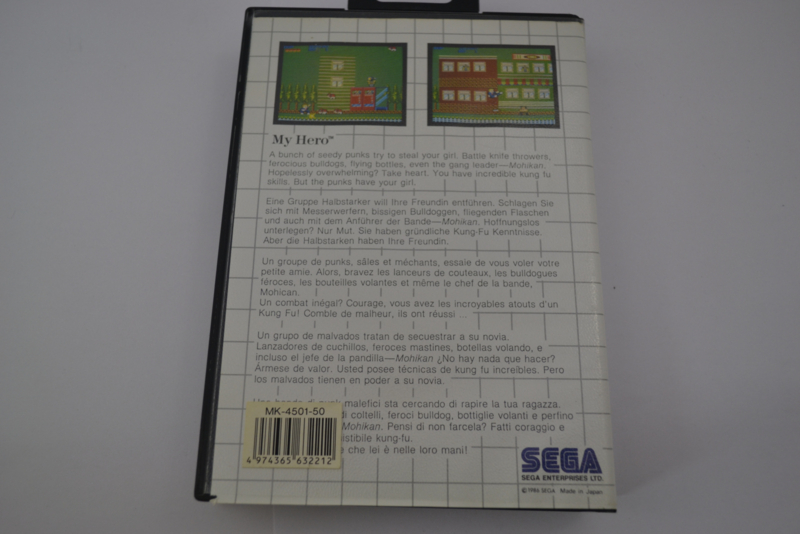 My Hero™
A bunch of seedy punks try to steal your girl. Battle knife throwers,
ferocious bulldogs, flying bottles, even the gang leader—Mohikan.
Hopelessly overwhelming? Take heart. You have incredible kung fu
skills. But the punks have your girl.
Eine Gruppe Halbstarker will Ihre Freundin entführen. Schlagen Sie
sich mit Messerwerfern, bissigen Bulldoggen, fliegenden Flaschen
und auch mit dem Anführer der Bande—Mohikan. Hoffnungslos
unterlegen? Nur Mut. Sie haben gründliche Kung-Fu Kenntnisse.
Aber die Halbstarken haben Ihre Freundin.
Un groupe de punks, sâles et méchants, essaie de vous voler votre
petite amie. Alors, bravez les lanceurs de couteaux, les bulldogues
féroces, les bouteilles volantes et même le chef de la bande,
Mohican.
Un combat inégal? Courage, vous avez les incroyables atouts d'un
Kung Fu! Comble de malheur, ils ont réussi ...
Un grupo de malvados tratan de secuestrar a su novia.
Lanzadores de cuchillos, feroces mastines, botellas volando, e
incluso el jefe de la pandilla—Mohikan ¿No hay nada que hacer?
Ármese de valor. Usted posee técnicas de kung fu increíbles. Pero
los malvados tienen en poder a su novia.
malefici sta cercando di rapire la tua ragazza.
di coltelli, feroci bulldog, bottiglie volanti e perfino
Mohikan. Pensi di non farcela? Fatti coraggio e
sistibile kung-fu.
e che lei è nelle loro mani!
MK-4501-50
4 974365 632212
SEGA
SEGA ENTERPRISES LTD.
©1986 SEGA Made in Japan